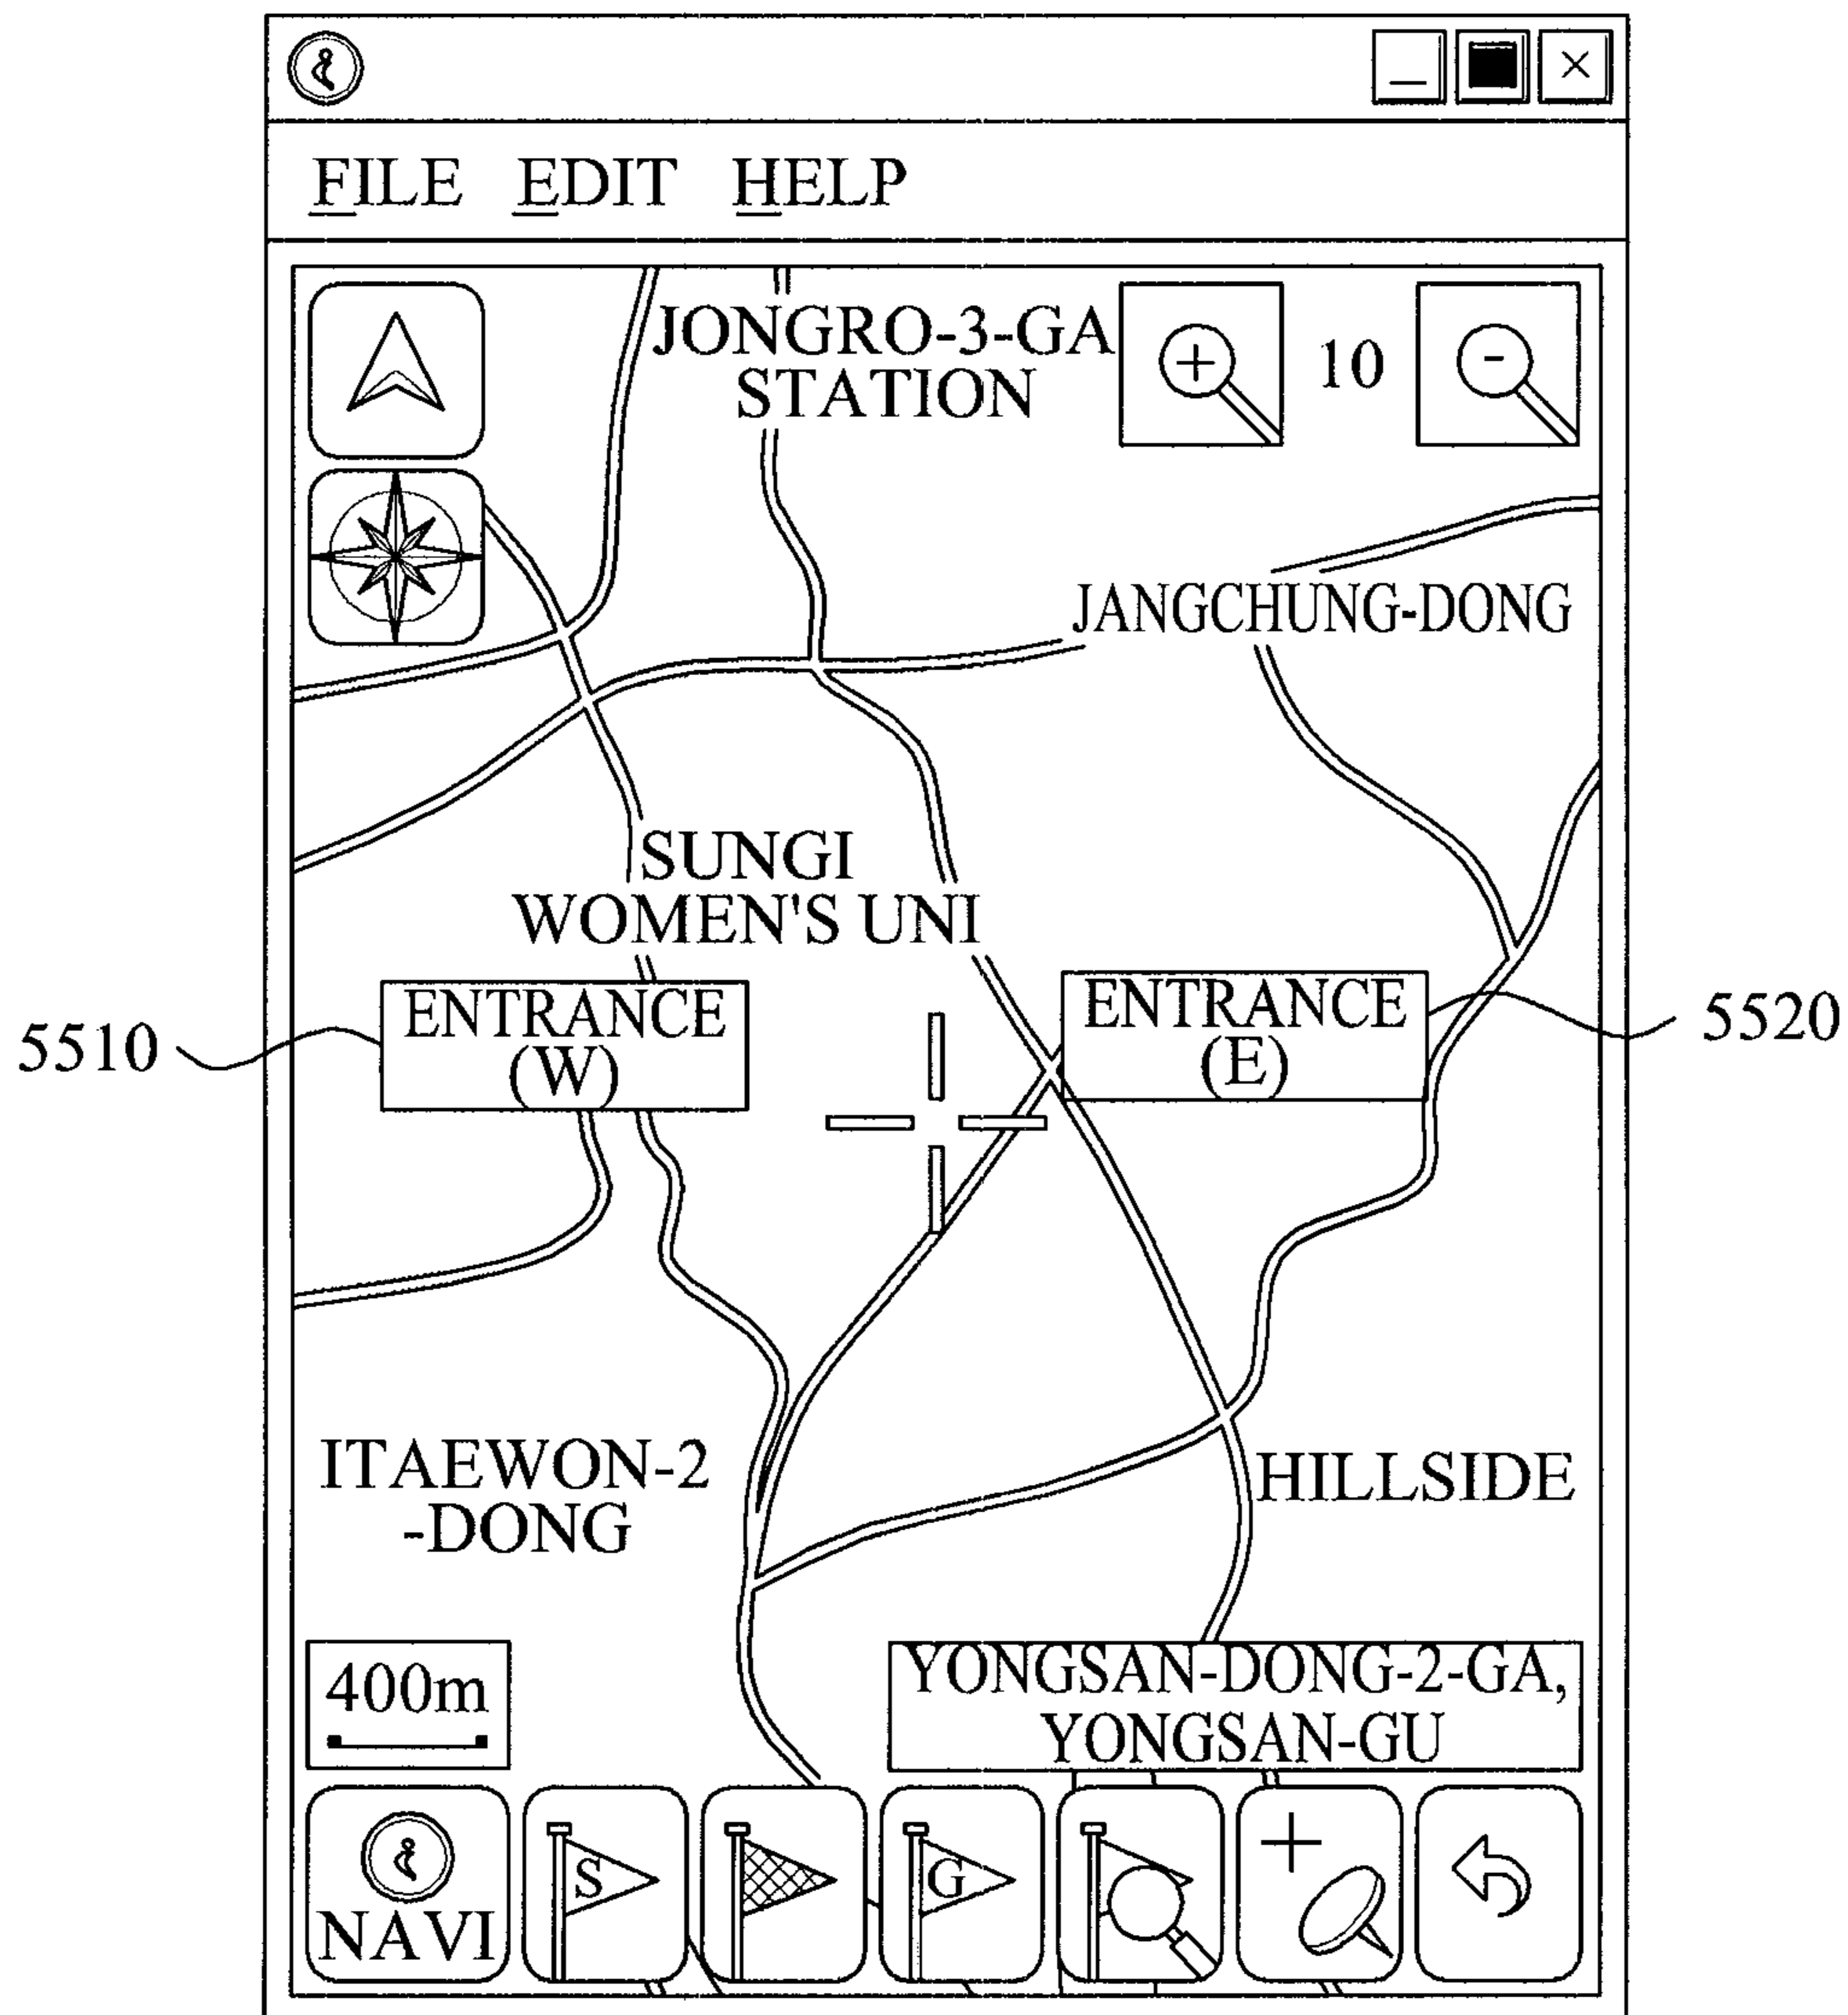 FILE EDIT HELP
JONGRO-3-GA
STATION
+ 10 -
JANGCHUNG-DONG
SUNGI
WOMEN'S UNI
ENTRANCE
(W)
ENTRANCE
(E)
5510
5520
ITAEWON-2
-DONG
HILLSIDE
400m
YONGSAN-DONG-2-GA,
YONGSAN-GU
NAVI
S
G